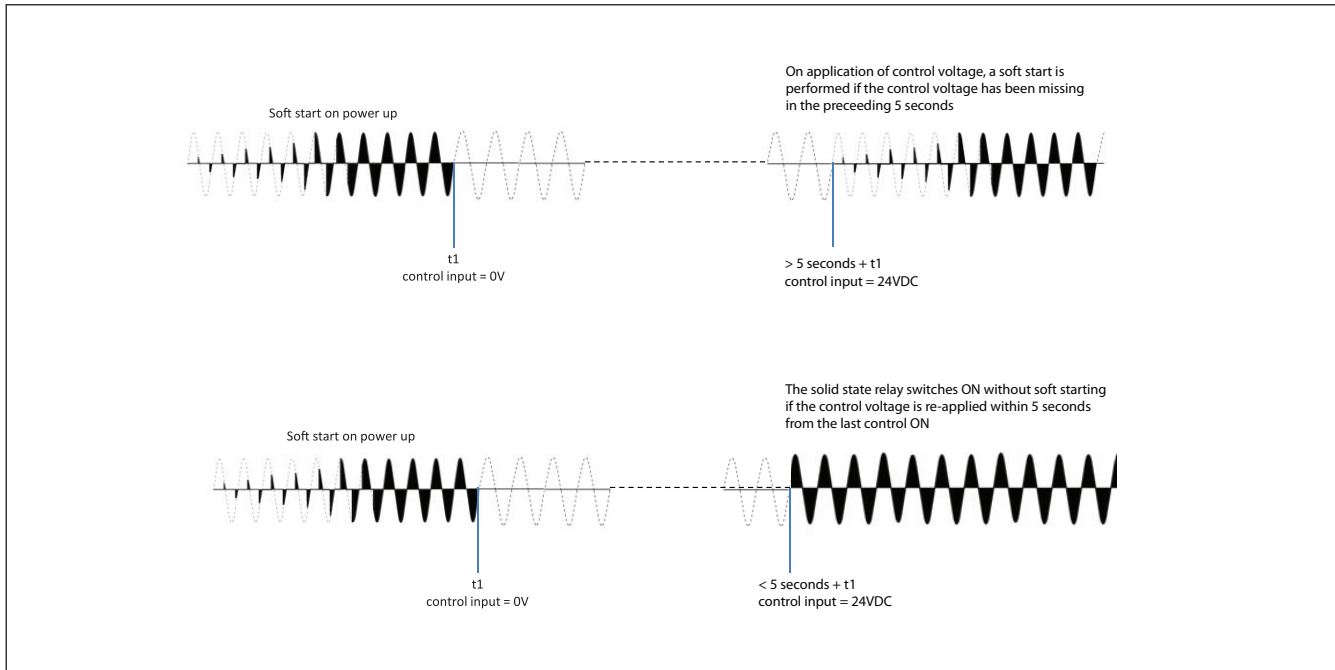 On application of control voltage, a soft start is
performed if the control voltage has been missing
in the preceeding 5 seconds
Soft start on power up
t1
control input = 0V
> 5 seconds + t1
control input = 24VDC
The solid state relay switches ON without soft starting
if the control voltage is re-applied within 5 seconds
from the last control ON
Soft start on power up
t1
control input = 0V
< 5 seconds + t1
control input = 24VDC